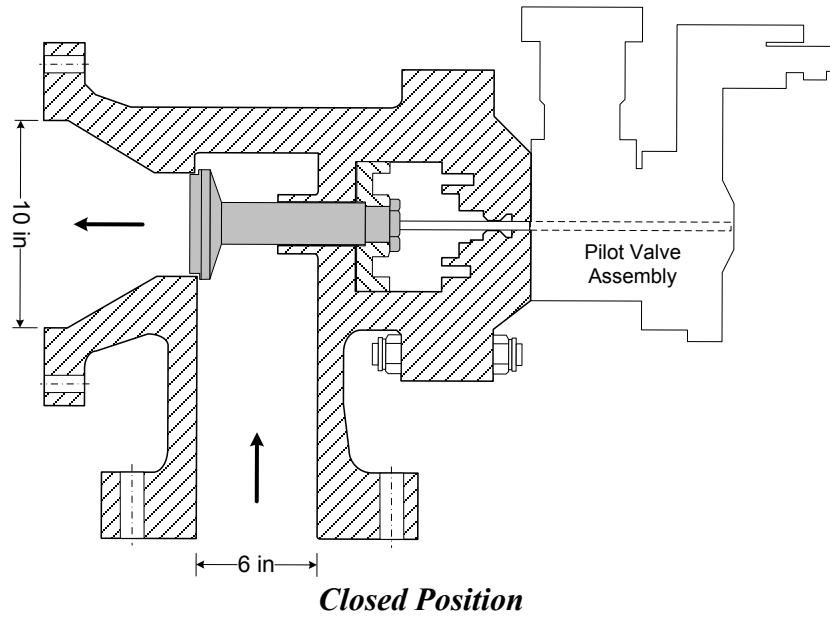 10 in
Pilot Valve
Assembly
6 in
Closed Position